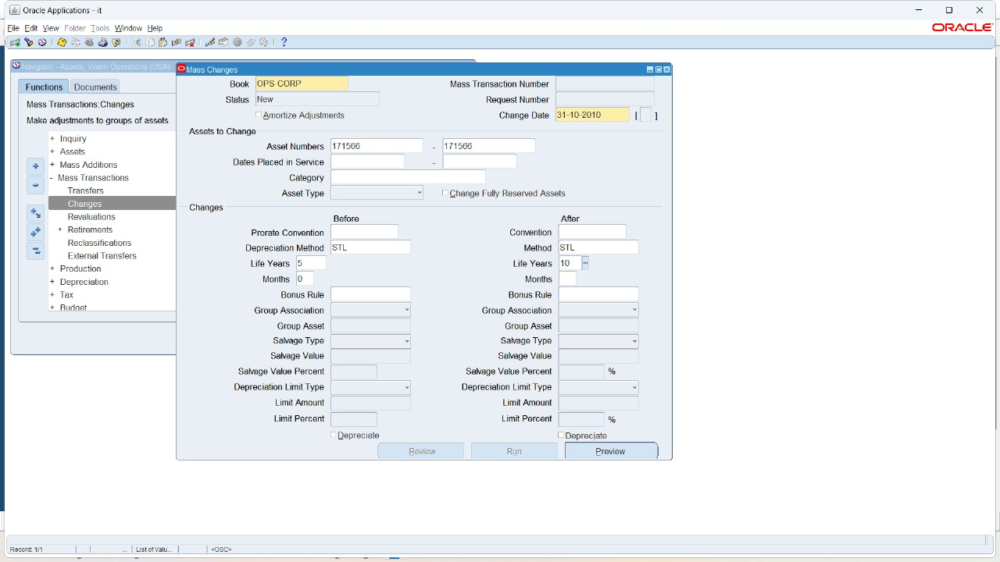 Oracle Applications - it
File Edit View Folder Tools Window Help
ORACLE
Navigator - Assets, Vision Operations (USA)
Functions Documents
Mass Transactions:Changes
Make adjustments to groups of assets
+ Inquiry
+ Assets
+ Mass Additions
- Mass Transactions
Transfers
Changes
Revaluations
+ Retirements
Reclassifications
External Transfers
+ Production
+ Depreciation
+ Tax
+ Budget
Mass Changes
Book OPS CORP Mass Transaction Number
Status New Request Number
Amortize Adjustments Change Date 31-10-2010 [ ]
Assets to Change
Asset Numbers 171566 - 171566
Dates Placed in Service -
Category
Asset Type Change Fully Reserved Assets
Changes
Before After
Prorate Convention Convention
Depreciation Method STL Method STL
Life Years 5 Life Years 10 ...
Months 0 Months
Bonus Rule Bonus Rule
Group Association Group Association
Group Asset Group Asset
Salvage Type Salvage Type
Salvage Value Salvage Value
Salvage Value Percent Salvage Value Percent %
Depreciation Limit Type Depreciation Limit Type
Limit Amount Limit Amount
Limit Percent Limit Percent %
Depreciate Depreciate
Review Run Preview
Record: 1/1 ... List of Valu... <OSC>